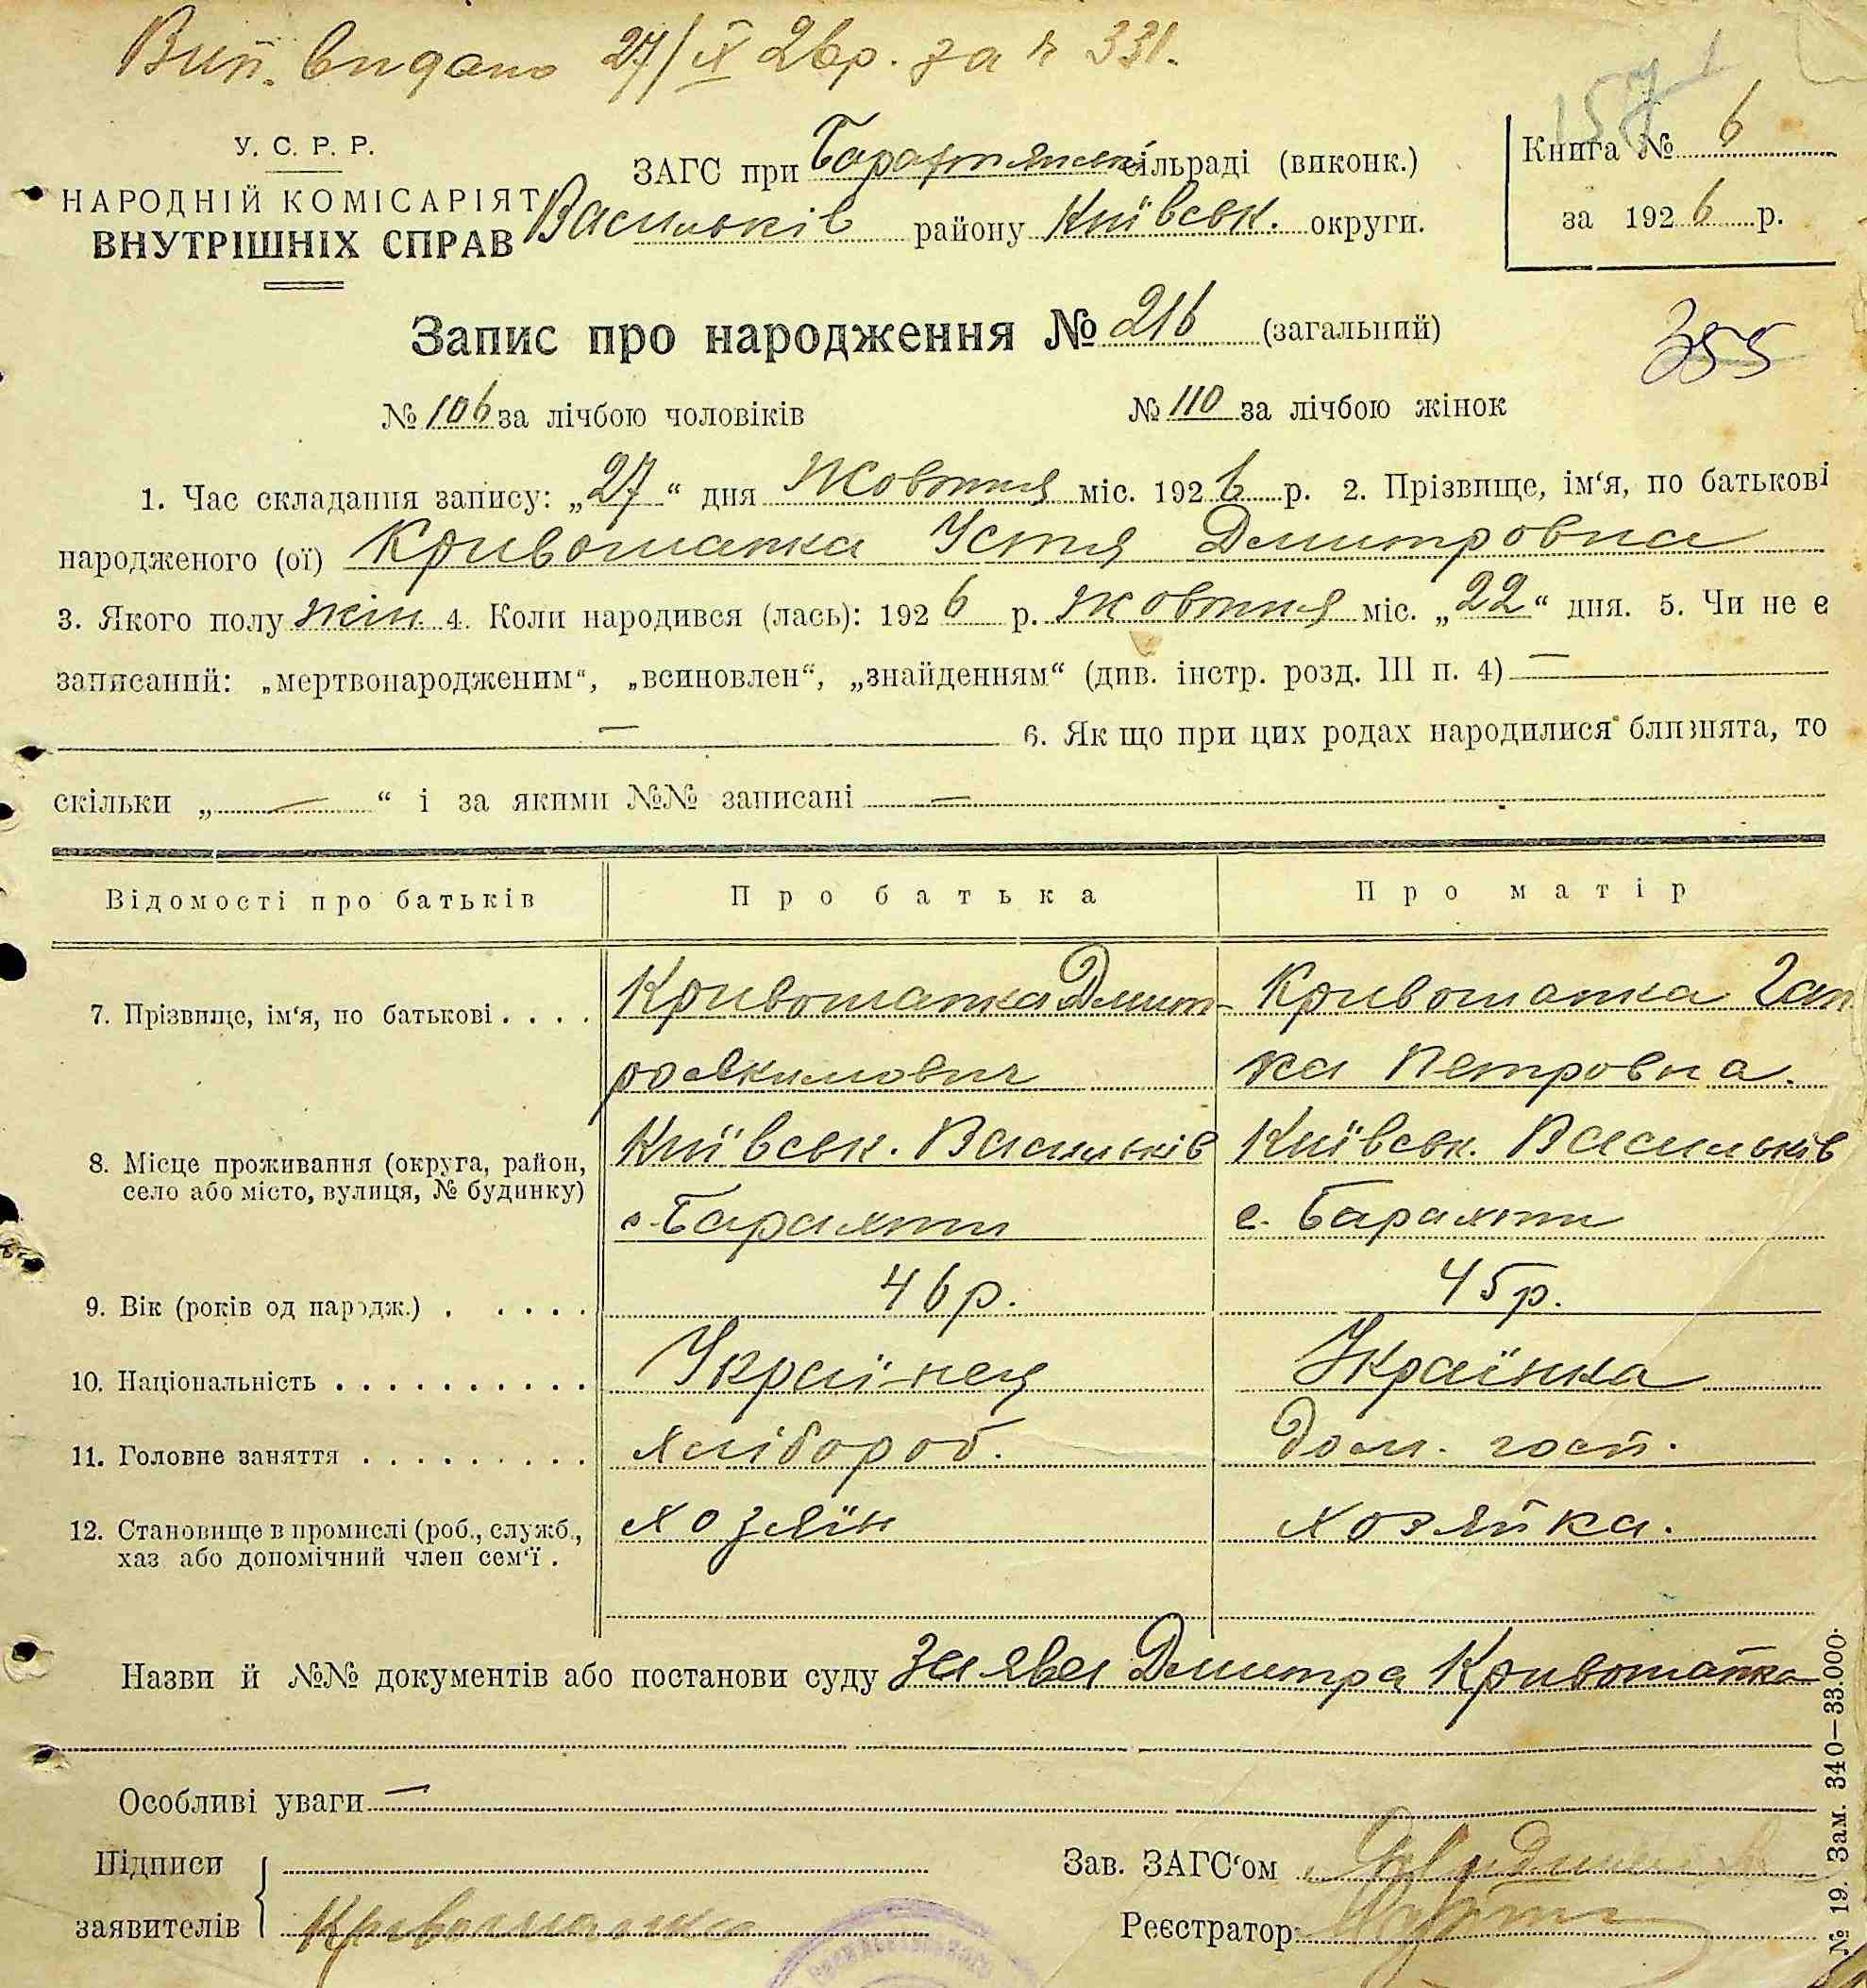 Вип. видано 27/ІХ 26р. за № 331.
157
У. С. Р. Р.
НАРОДНІЙ КОМІСАРІЯТ
ВНУТРІШНІХ СПРАВ
ЗАГС при Барахтянській сільраді (виконк.)
Васильків району Київськ. округи.
Книга № 6
за 1926 р.
Запис про народження № 216 (загальний)
355
№ 106 за лічбою чоловіків № 110 за лічбою жінок
1. Час складання запису: „27“ дня Жовтня міс. 1926 р. 2. Прізвище, ім‘я, по батькові
народженого (ої) Кривошапка Устя Дмитровна
3. Якого полу жін. 4. Коли народився (лась): 1926 р. жовтня міс. „22“ дня. 5. Чи не є
записаний: „мертвонародженим“, „всиновлен“, „знайденням“ (див. інстр. розд. III п. 4) —
— 6. Як що при цих родах народилися близнята, то
скільки „ — “ і за якими №№ записані —
Відомості про батьків Про батька Про матір
7. Прізвище, ім‘я, по батькові . . . . Кривошапка Дмит- Кривошапка Гап
ро Якимович ка Петровна.
8. Місце проживання (округа, район, Київськ. Васильків Київськ. Васильків
село або місто, вулиця, № будинку) с. Барахти с. Барахти
9. Вік (років од народж.) . . . . . . 46р. 45р.
10. Національність . . . . . . . . . . Українец Українка
11. Головне заняття . . . . . . . . . Хлібороб. Дом. госп.
12. Становище в промислі (роб., служб., хозяїн хозяйка.
хаз або допомічний член сем‘ї .
Назви й №№ документів або постанови суду Заява Дмитра Кривошапка
Особливі уваги —
Підписи
заявителів Кривошапка
Зав. ЗАГС‘ом
Реєстратор
№ 19. Зам. 340—33.000.